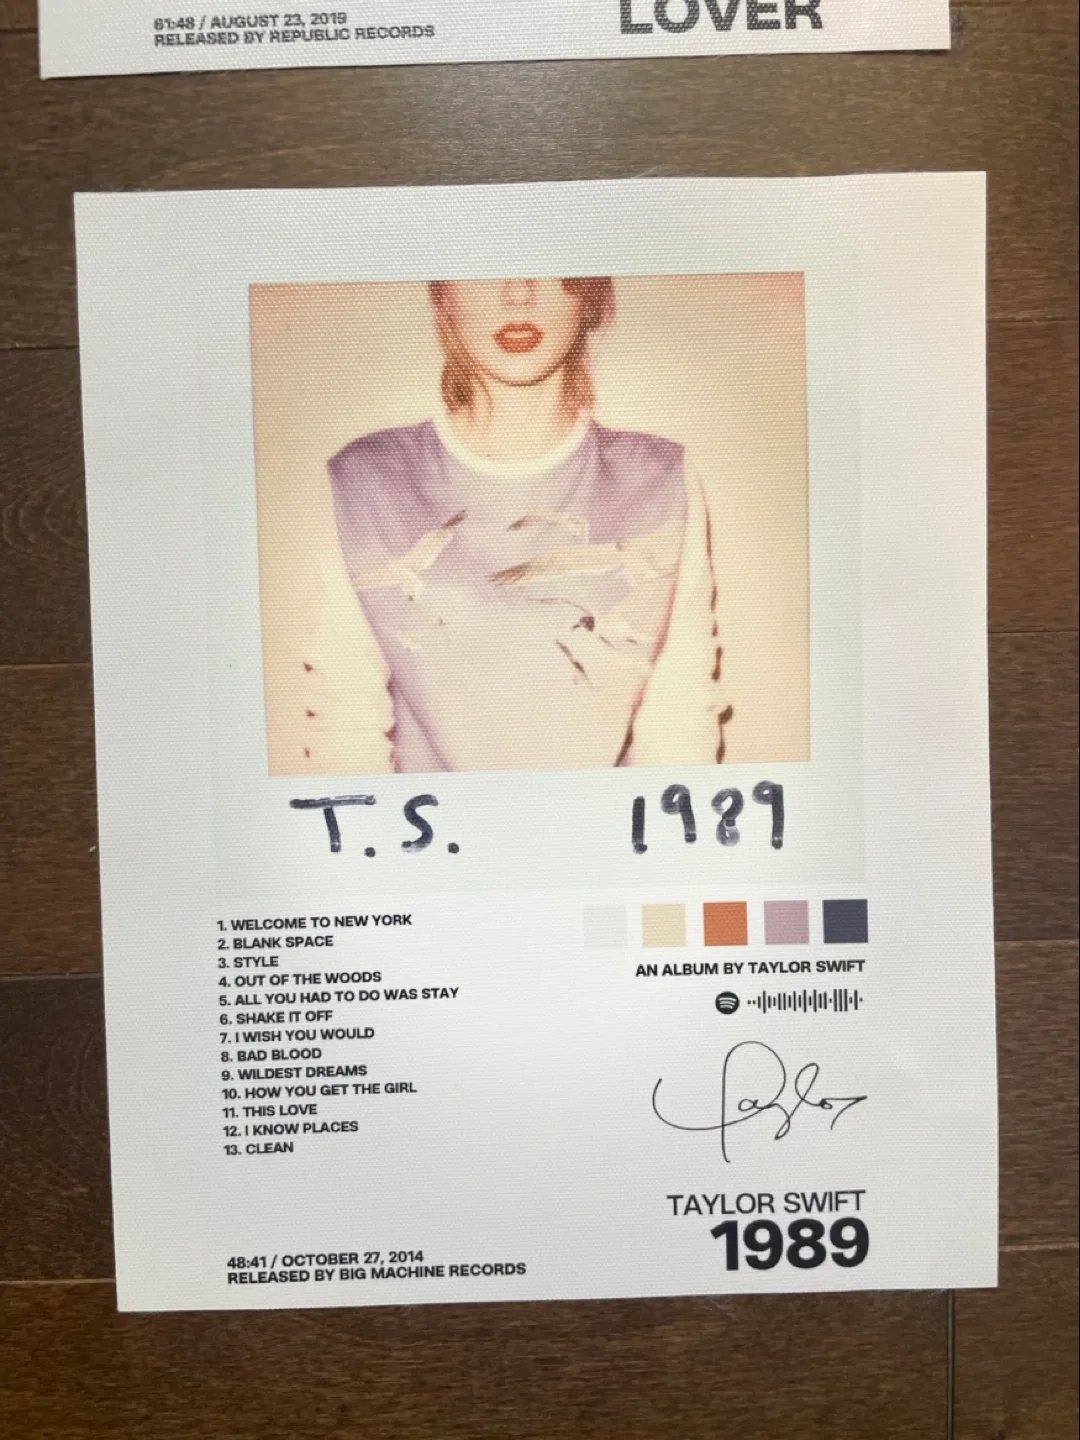 61:48 / AUGUST 23, 2019
RELEASED BY REPUBLIC RECORDS
LOVER
T.S. 1989
1. WELCOME TO NEW YORK
2. BLANK SPACE
3. STYLE
4. OUT OF THE WOODS
5. ALL YOU HAD TO DO WAS STAY
6. SHAKE IT OFF
7. I WISH YOU WOULD
8. BAD BLOOD
9. WILDEST DREAMS
10. HOW YOU GET THE GIRL
11. THIS LOVE
12. I KNOW PLACES
13. CLEAN
AN ALBUM BY TAYLOR SWIFT
Taylor
TAYLOR SWIFT
1989
48:41 / OCTOBER 27, 2014
RELEASED BY BIG MACHINE RECORDS